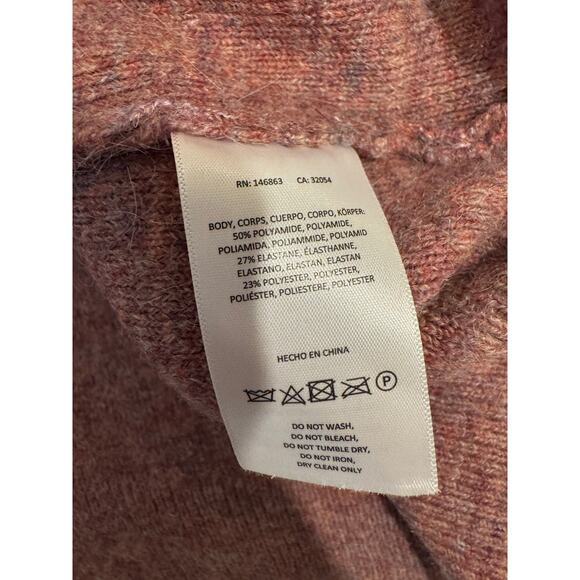 RN: 146863 CA: 32054
BODY, CORPS, CUERPO, CORPO, KÖRPER:
50% POLYAMIDE, POLYAMIDE,
POLIAMIDA, POLIAMMIDE, POLYAMID
27% ELASTANE, ÉLASTHANNE,
ELASTANO, ELASTAN, ELASTAN
23% POLYESTER, POLYESTER,
POLIÉSTER, POLIESTERE, POLYESTER
HECHO EN CHINA
P
DO NOT WASH,
DO NOT BLEACH,
DO NOT TUMBLE DRY,
DO NOT IRON,
DRY CLEAN ONLY